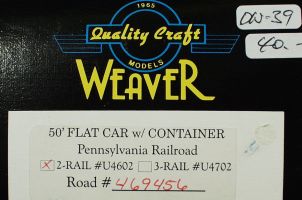 1965
Quality Craft
MODELS
WEAVER
DW-39
40.-
50' FLAT CAR w/ CONTAINER
Pennsylvania Railroad
☒ 2-RAIL #U4602 ☐ 3-RAIL #U4702
Road # 469456